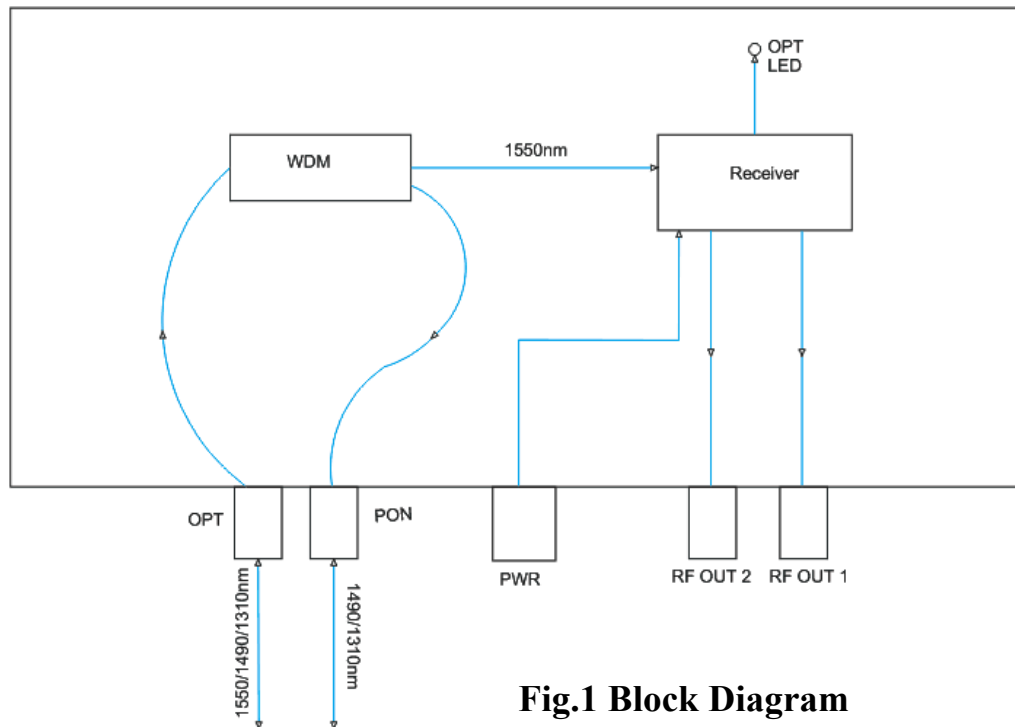 OPT
LED
WDM
1550nm
Receiver
OPT
PON
PWR
RF OUT 2
RF OUT 1
1550/1490/1310nm
1490/1310nm
Fig.1 Block Diagram